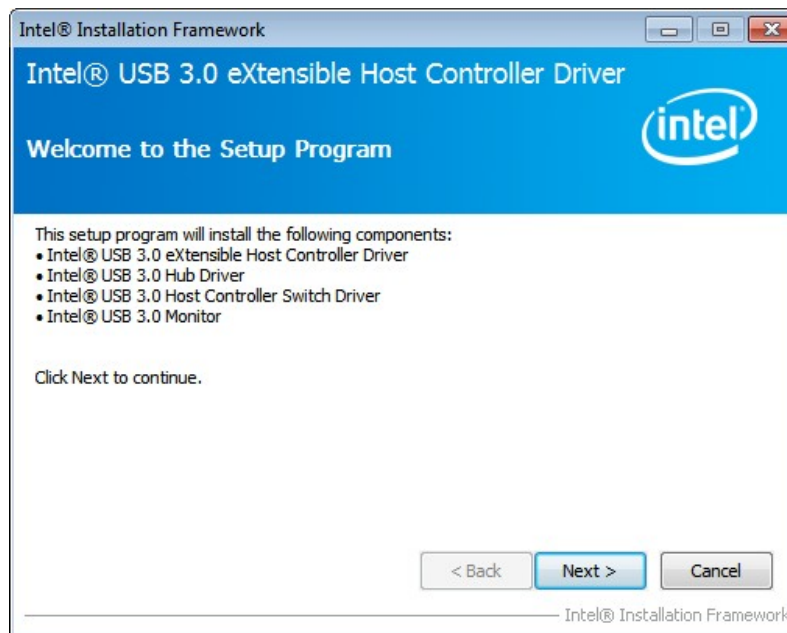 Intel® Installation Framework
Intel® USB 3.0 eXtensible Host Controller Driver
intel®
Welcome to the Setup Program
This setup program will install the following components:
• Intel® USB 3.0 eXtensible Host Controller Driver
• Intel® USB 3.0 Hub Driver
• Intel® USB 3.0 Host Controller Switch Driver
• Intel® USB 3.0 Monitor
Click Next to continue.
< Back Next > Cancel
Intel® Installation Framework